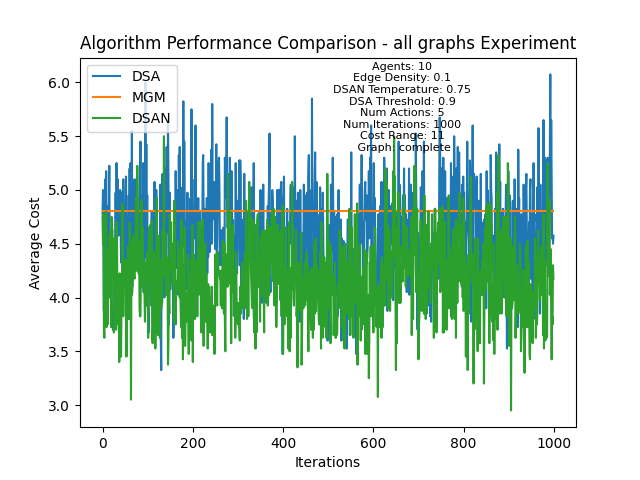 Algorithm Performance Comparison - all graphs Experiment
DSA
MGM
DSAN
Agents: 10
Edge Density: 0.1
DSAN Temperature: 0.75
DSA Threshold: 0.9
Num Actions: 5
Num Iterations: 1000
Cost Range: 11
Graph: complete
Average Cost
6.0
5.5
5.0
4.5
4.0
3.5
3.0
0
200
400
600
800
1000
Iterations